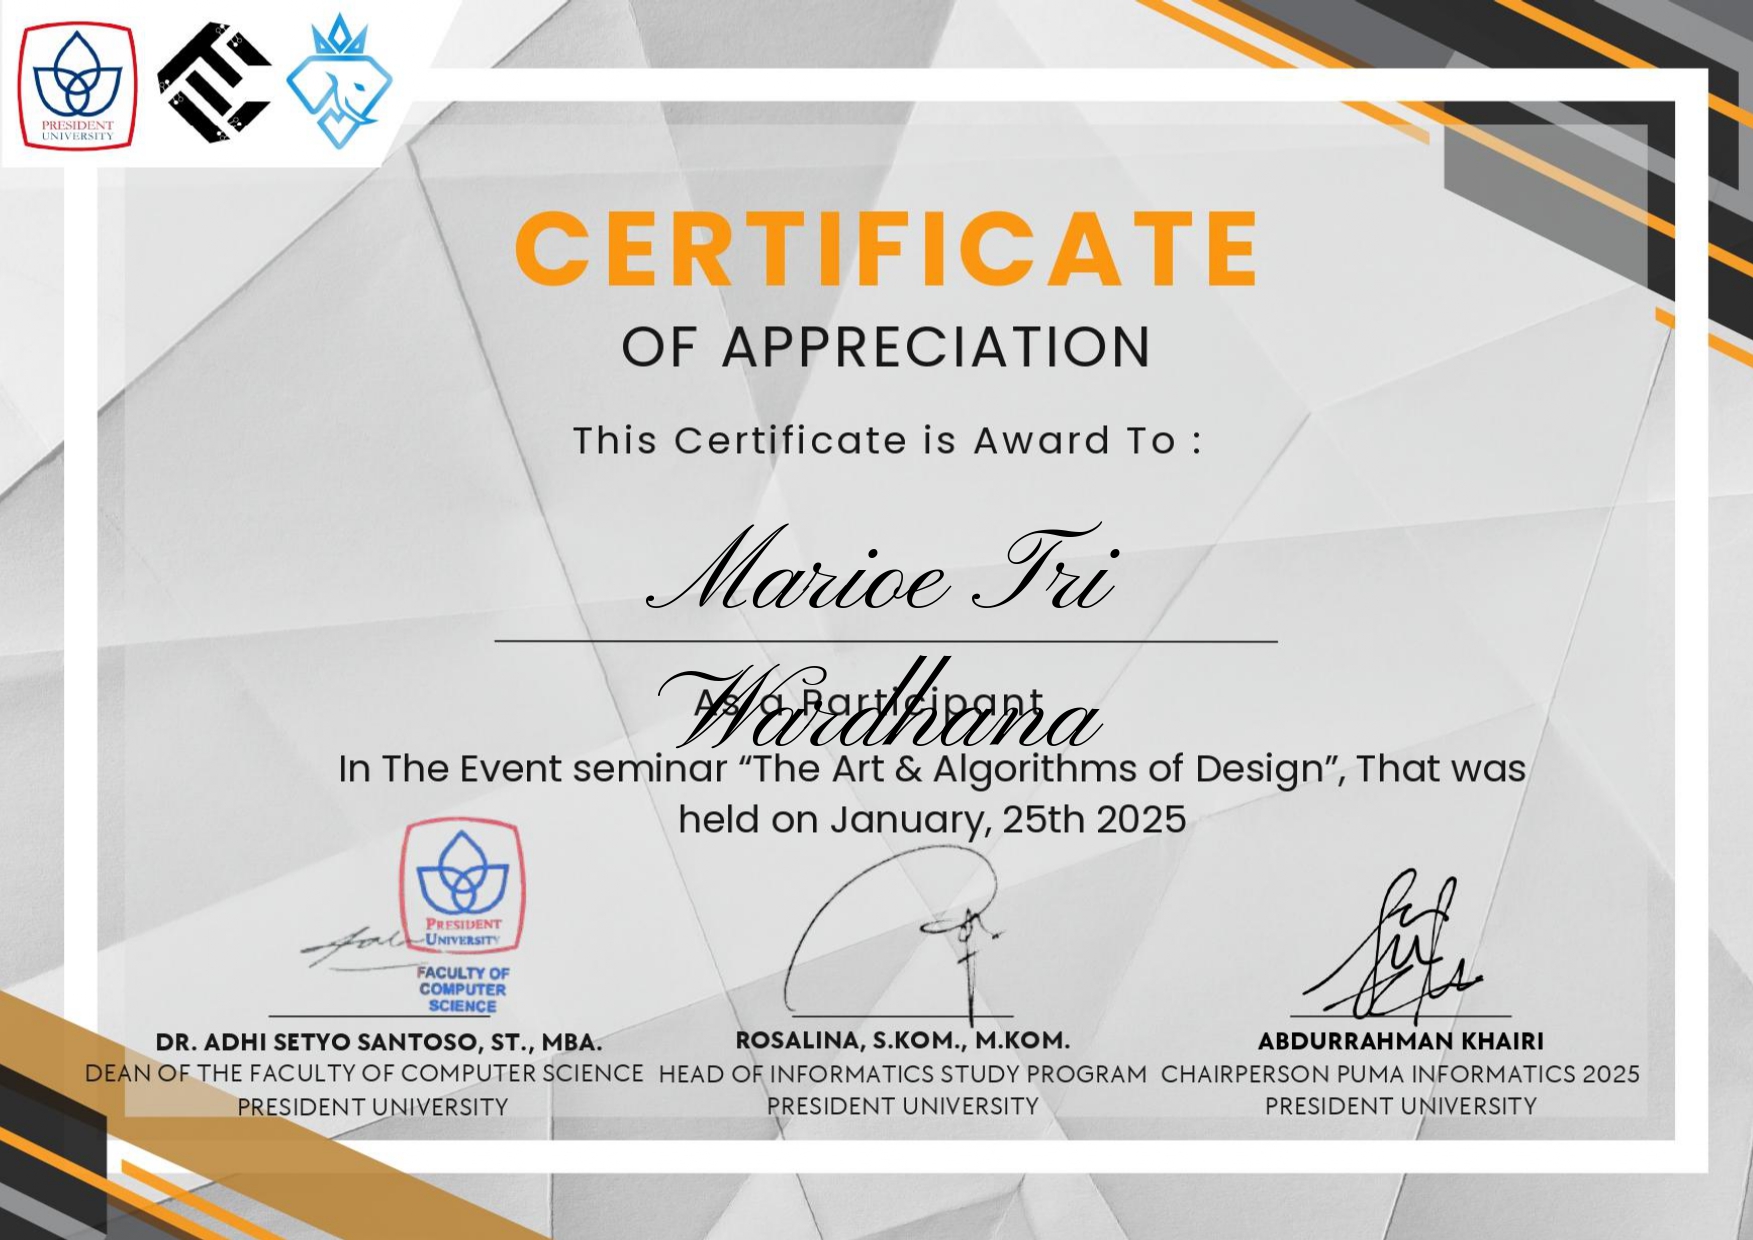 PRESIDENT
UNIVERSITY
CERTIFICATE
OF APPRECIATION
This Certificate is Award To :
Marioe Tri
Wardhana
As a Participant
In The Event seminar “The Art & Algorithms of Design”, That was
held on January, 25th 2025
PRESIDENT
UNIVERSITY
FACULTY OF
COMPUTER
SCIENCE
DR. ADHI SETYO SANTOSO, ST., MBA.
DEAN OF THE FACULTY OF COMPUTER SCIENCE
PRESIDENT UNIVERSITY
ROSALINA, S.KOM., M.KOM.
HEAD OF INFORMATICS STUDY PROGRAM
PRESIDENT UNIVERSITY
ABDURRAHMAN KHAIRI
CHAIRPERSON PUMA INFORMATICS 2025
PRESIDENT UNIVERSITY